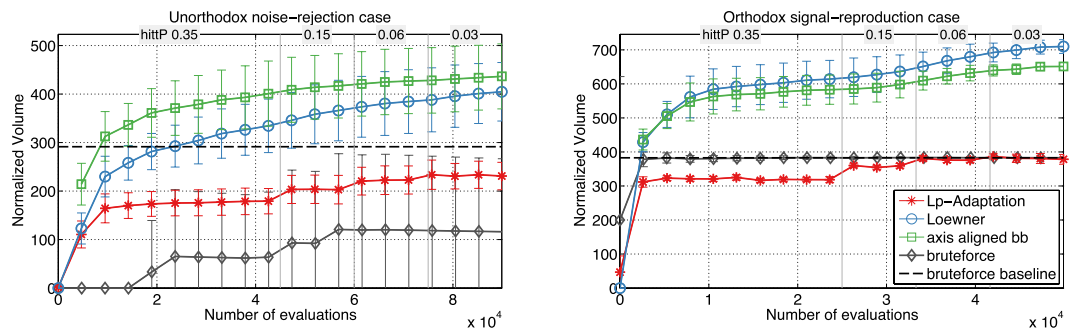 Unorthodox noise-rejection case
hittP 0.35 0.15 0.06 0.03
Normalized Volume
500
400
300
200
100
0
0 2 4 6 8
Number of evaluations
x 10^4
Orthodox signal-reproduction case
hittP 0.35 0.15 0.06 0.03
Normalized Volume
700
600
500
400
300
200
100
0
0 1 2 3 4
Number of evaluations
x 10^4
Lp-Adaptation
Loewner
axis aligned bb
bruteforce
bruteforce baseline